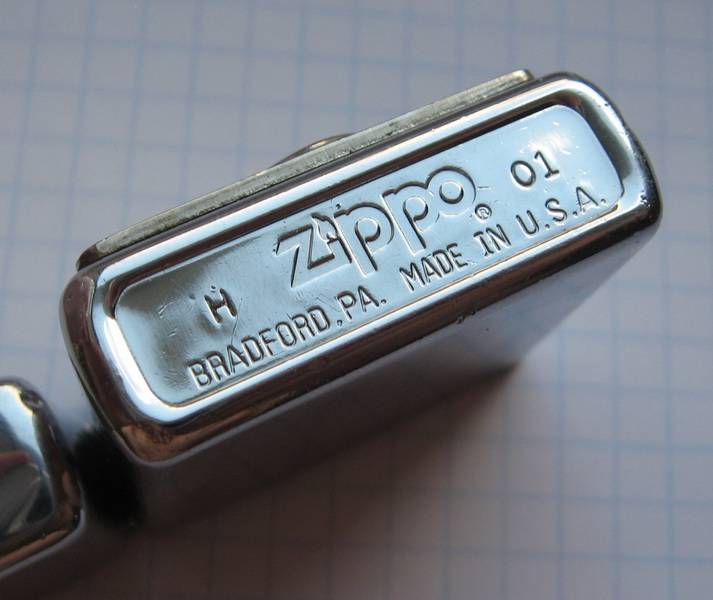 H zippo® 01
BRADFORD, PA. MADE IN U.S.A.